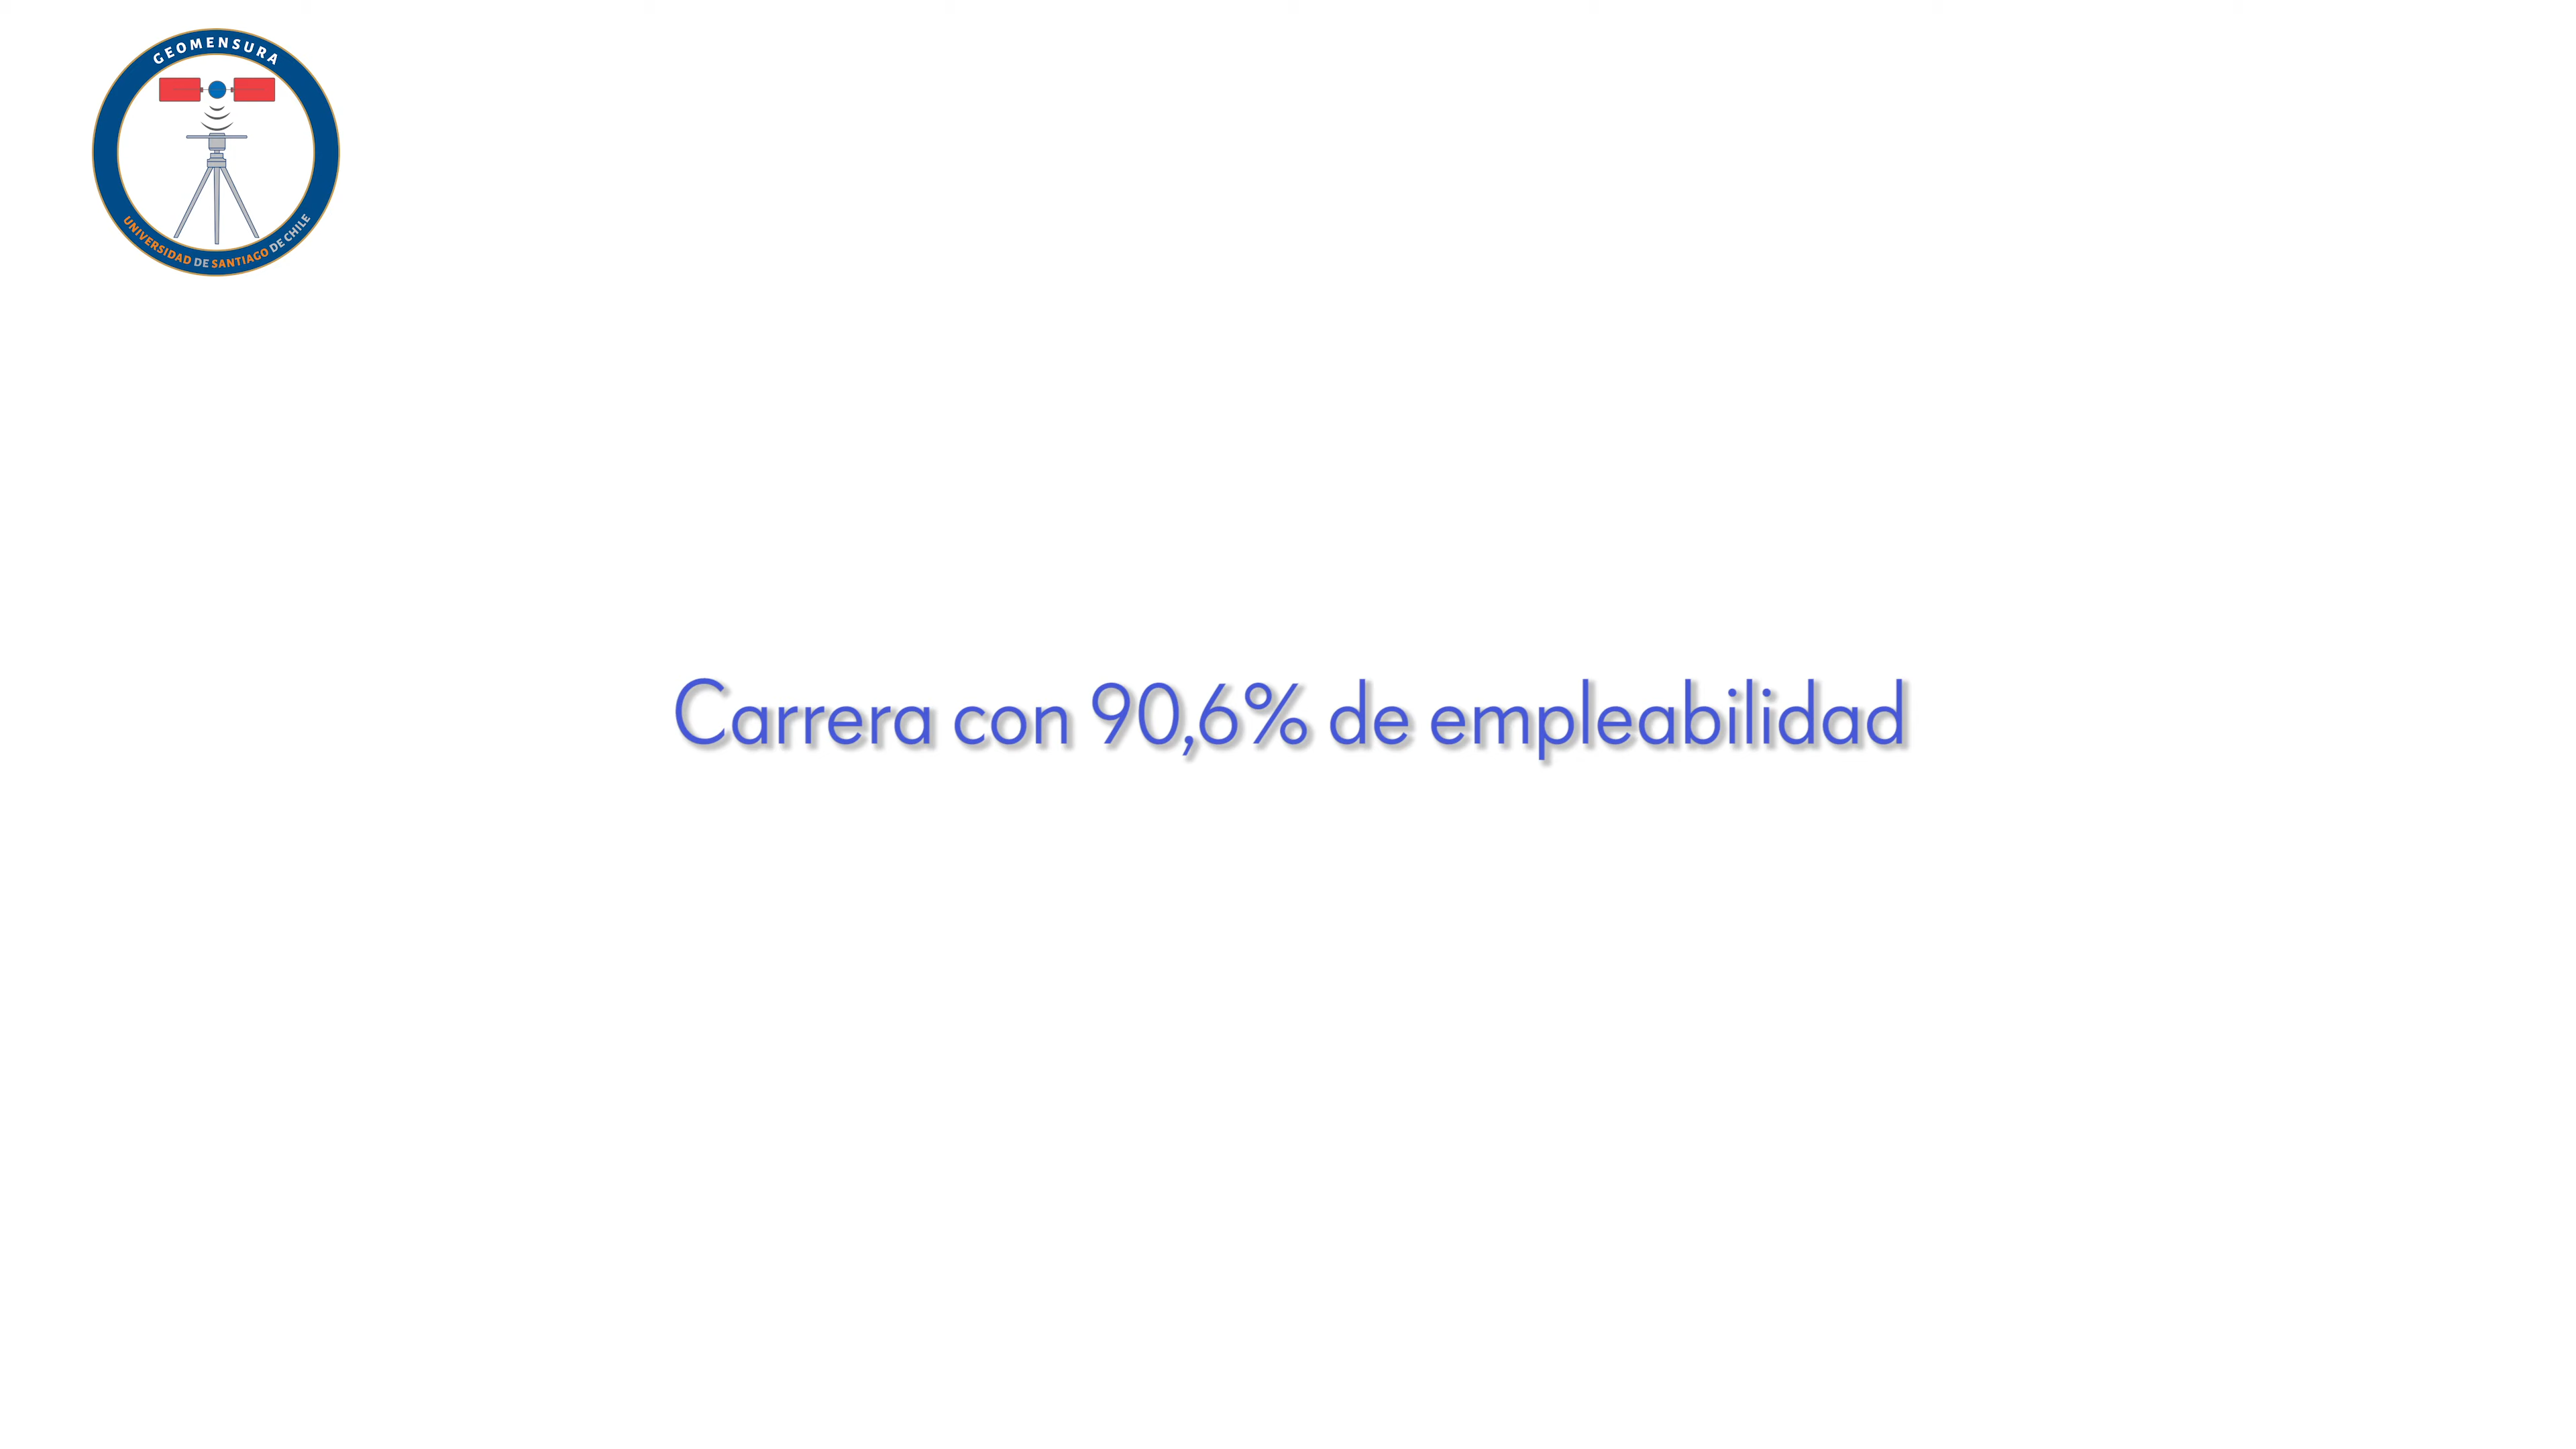 GEOMENSURA
UNIVERSIDAD DE SANTIAGO DE CHILE
Carrera con 90,6% de empleabilidad